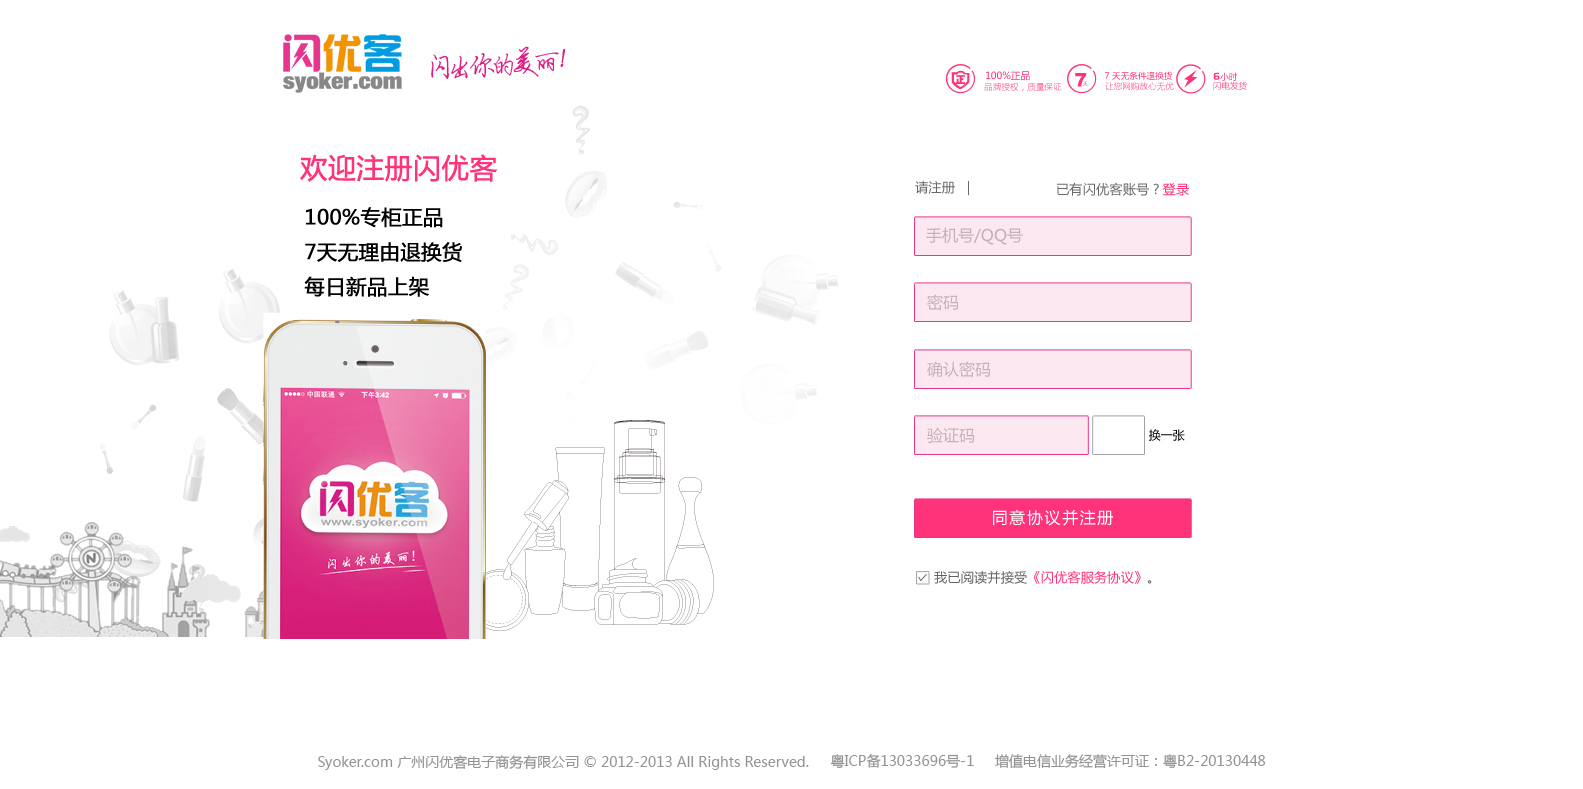 闪优客
syoker.com
闪出你的美丽!
正
100%正品
品牌授权，质量保证
7天
7 天无条件退换货
让您网购放心无忧
6小时
闪电发货
欢迎注册闪优客
100%专柜正品
7天无理由退换货
每日新品上架
请注册
已有闪优客账号？登录
手机号/QQ号
密码
确认密码
验证码
换一张
同意协议并注册
我已阅读并接受《闪优客服务协议》。
中国联通
下午3:42
闪优客
www.syoker.com
闪出你的美丽!
N
Syoker.com 广州闪优客电子商务有限公司 © 2012-2013 All Rights Reserved.
粤ICP备13033696号-1
增值电信业务经营许可证：粤B2-20130448